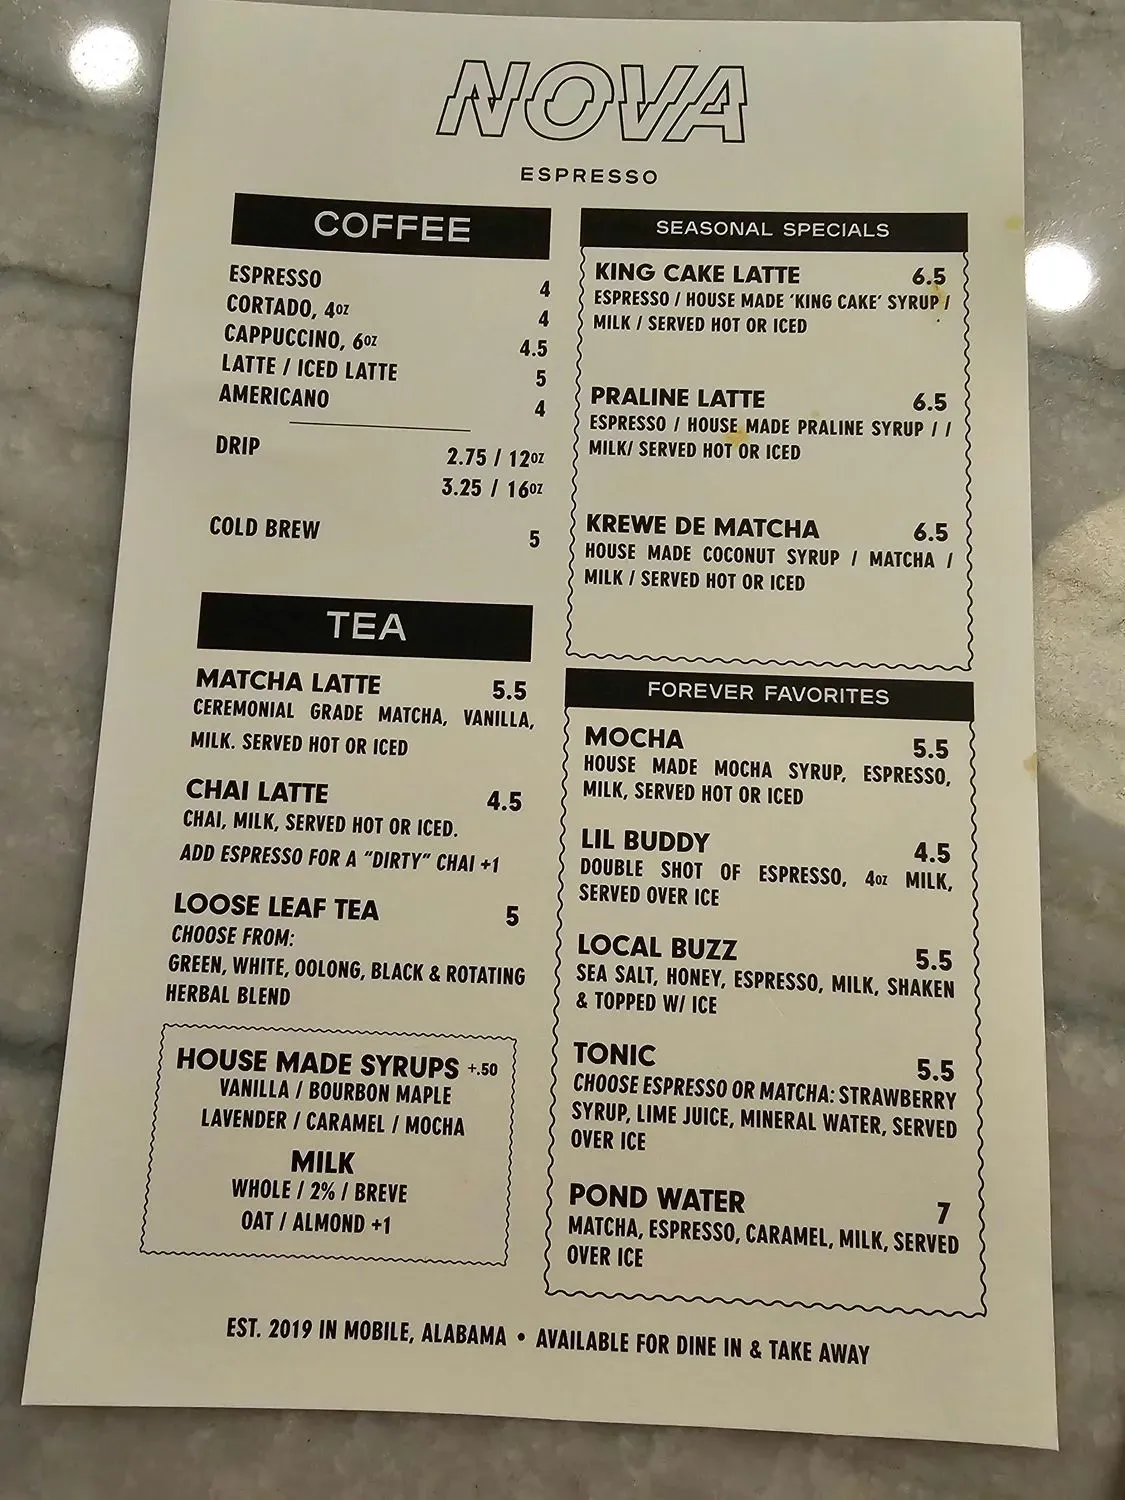 NOVA
ESPRESSO
COFFEE
ESPRESSO 4
CORTADO, 4oz 4
CAPPUCCINO, 6oz 4.5
LATTE / ICED LATTE 5
AMERICANO 4
DRIP 2.75 / 12oz
3.25 / 16oz
COLD BREW 5
TEA
MATCHA LATTE 5.5
CEREMONIAL GRADE MATCHA, VANILLA,
MILK. SERVED HOT OR ICED
CHAI LATTE 4.5
CHAI, MILK, SERVED HOT OR ICED.
ADD ESPRESSO FOR A “DIRTY” CHAI +1
LOOSE LEAF TEA 5
CHOOSE FROM:
GREEN, WHITE, OOLONG, BLACK & ROTATING
HERBAL BLEND
HOUSE MADE SYRUPS +.50
VANILLA / BOURBON MAPLE
LAVENDER / CARAMEL / MOCHA
MILK
WHOLE / 2% / BREVE
OAT / ALMOND +1
SEASONAL SPECIALS
KING CAKE LATTE 6.5
ESPRESSO / HOUSE MADE ‘KING CAKE’ SYRUP /
MILK / SERVED HOT OR ICED
PRALINE LATTE 6.5
ESPRESSO / HOUSE MADE PRALINE SYRUP / /
MILK/ SERVED HOT OR ICED
KREWE DE MATCHA 6.5
HOUSE MADE COCONUT SYRUP / MATCHA /
MILK / SERVED HOT OR ICED
FOREVER FAVORITES
MOCHA 5.5
HOUSE MADE MOCHA SYRUP, ESPRESSO,
MILK, SERVED HOT OR ICED
LIL BUDDY 4.5
DOUBLE SHOT OF ESPRESSO, 4oz MILK,
SERVED OVER ICE
LOCAL BUZZ 5.5
SEA SALT, HONEY, ESPRESSO, MILK, SHAKEN
& TOPPED W/ ICE
TONIC 5.5
CHOOSE ESPRESSO OR MATCHA: STRAWBERRY
SYRUP, LIME JUICE, MINERAL WATER, SERVED
OVER ICE
POND WATER 7
MATCHA, ESPRESSO, CARAMEL, MILK, SERVED
OVER ICE
EST. 2019 IN MOBILE, ALABAMA • AVAILABLE FOR DINE IN & TAKE AWAY